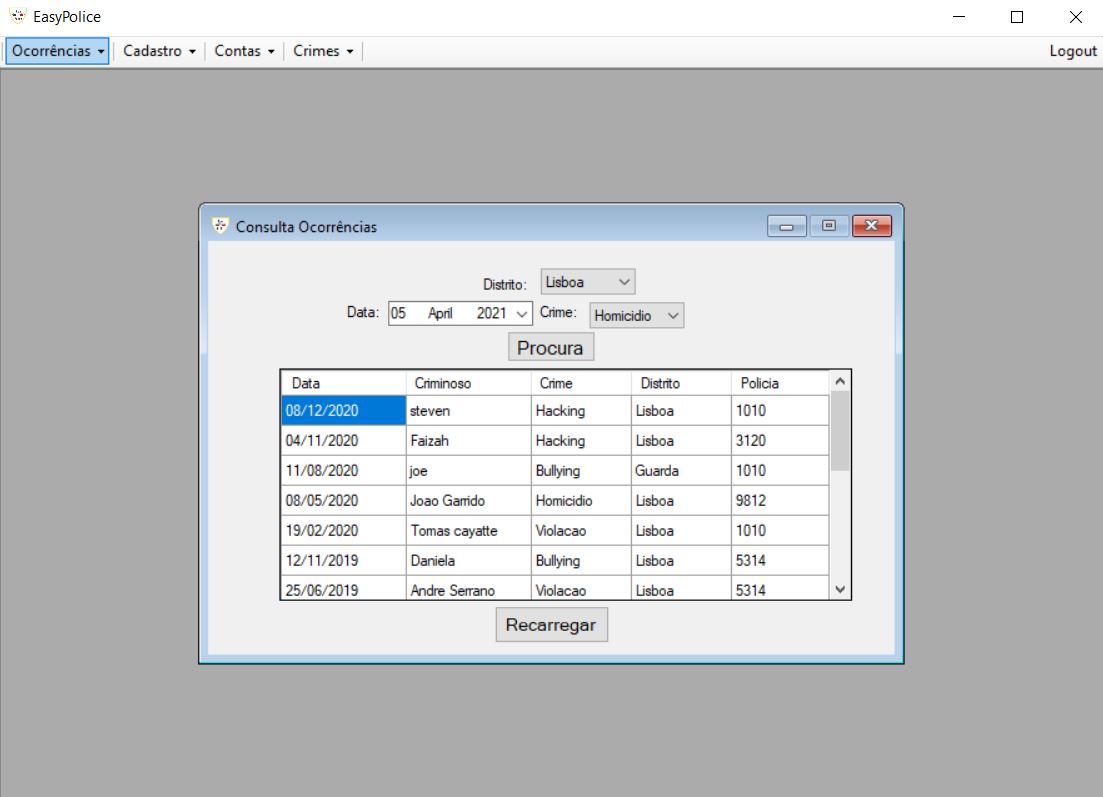 EasyPolice
Ocorrências Cadastro Contas Crimes Logout
Consulta Ocorrências
Distrito: Lisboa
Data: 05 April 2021 Crime: Homicidio
Procura
Data Criminoso Crime Distrito Policia
08/12/2020 steven Hacking Lisboa 1010
04/11/2020 Faizah Hacking Lisboa 3120
11/08/2020 joe Bullying Guarda 1010
08/05/2020 Joao Garrido Homicidio Lisboa 9812
19/02/2020 Tomas cayatte Violacao Lisboa 1010
12/11/2019 Daniela Bullying Lisboa 5314
25/06/2019 Andre Serrano Violacao Lisboa 5314
Recarregar